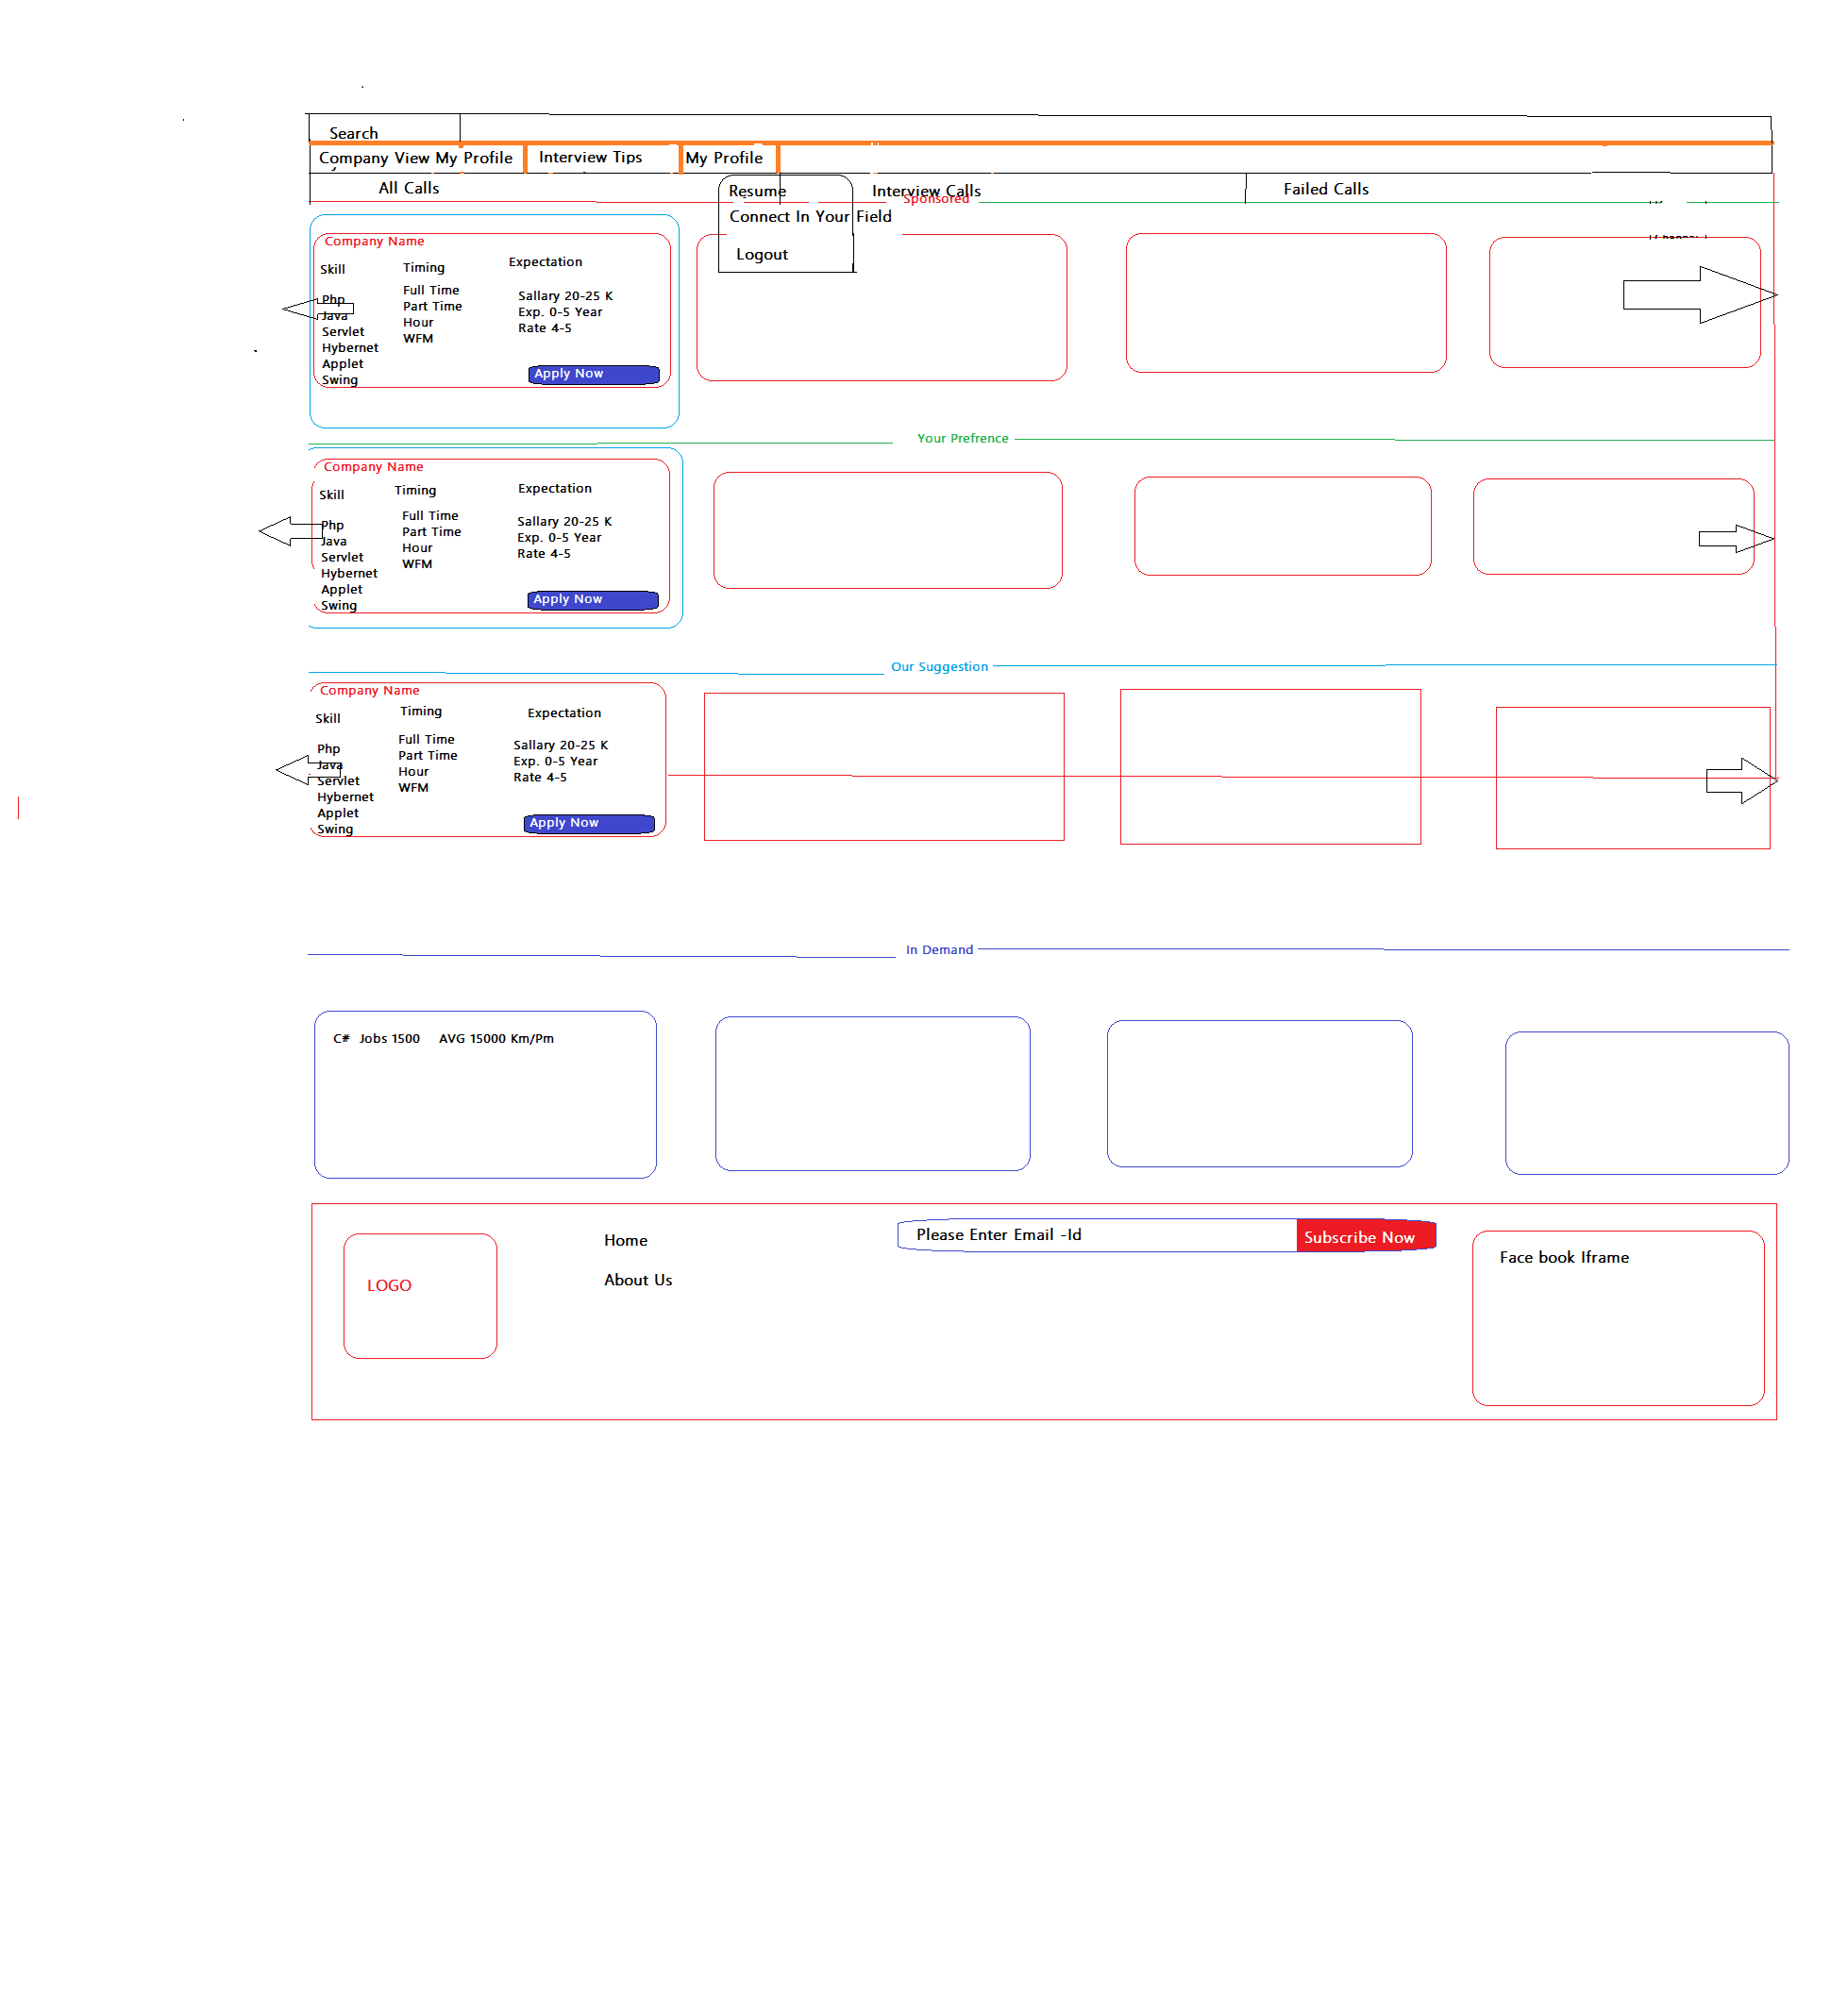 Search
Company View My Profile
Interview Tips
My Profile
All Calls
Resume
Interview Calls
Failed Calls
Sponsored
Connect In Your Field
Logout
Company Name
Skill
Timing
Expectation
Php
Java
Servlet
Hybernet
Applet
Swing
Full Time
Part Time
Hour
WFM
Sallary 20-25 K
Exp. 0-5 Year
Rate 4-5
Apply Now
Your Prefrence
Company Name
Skill
Timing
Expectation
Php
Java
Servlet
Hybernet
Applet
Swing
Full Time
Part Time
Hour
WFM
Sallary 20-25 K
Exp. 0-5 Year
Rate 4-5
Apply Now
Our Suggestion
Company Name
Skill
Timing
Expectation
Php
Java
Servlet
Hybernet
Applet
Swing
Full Time
Part Time
Hour
WFM
Sallary 20-25 K
Exp. 0-5 Year
Rate 4-5
Apply Now
In Demand
C# Jobs 1500 AVG 15000 Km/Pm
LOGO
Home
About Us
Please Enter Email -Id
Subscribe Now
Face book Iframe